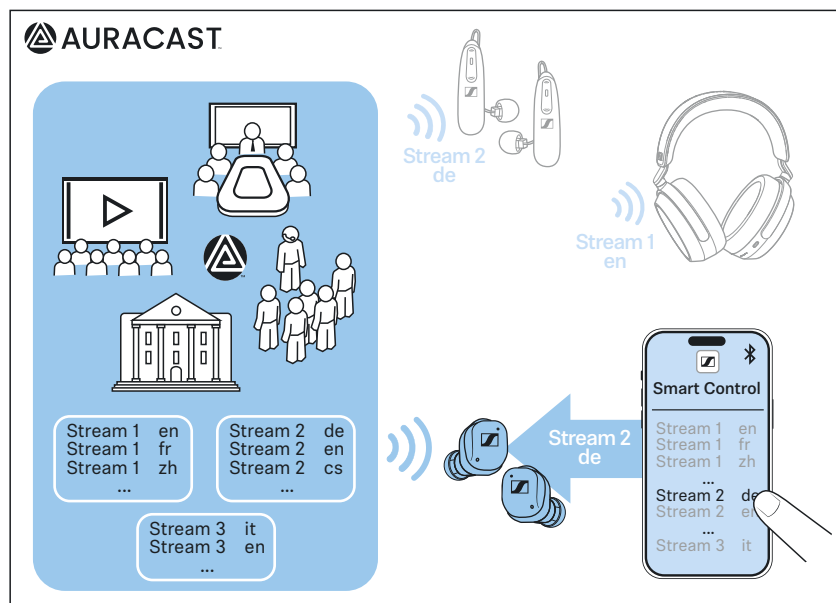 AURACAST™
Stream 2
de
Stream 1
en
Stream 1 en
Stream 1 fr
Stream 1 zh
...
Stream 2 de
Stream 2 en
Stream 2 cs
...
Stream 3 it
Stream 3 en
...
Stream 2
de
Smart Control
Stream 1 en
Stream 1 fr
Stream 1 zh
...
Stream 2 de
Stream 2 en
...
Stream 3 it